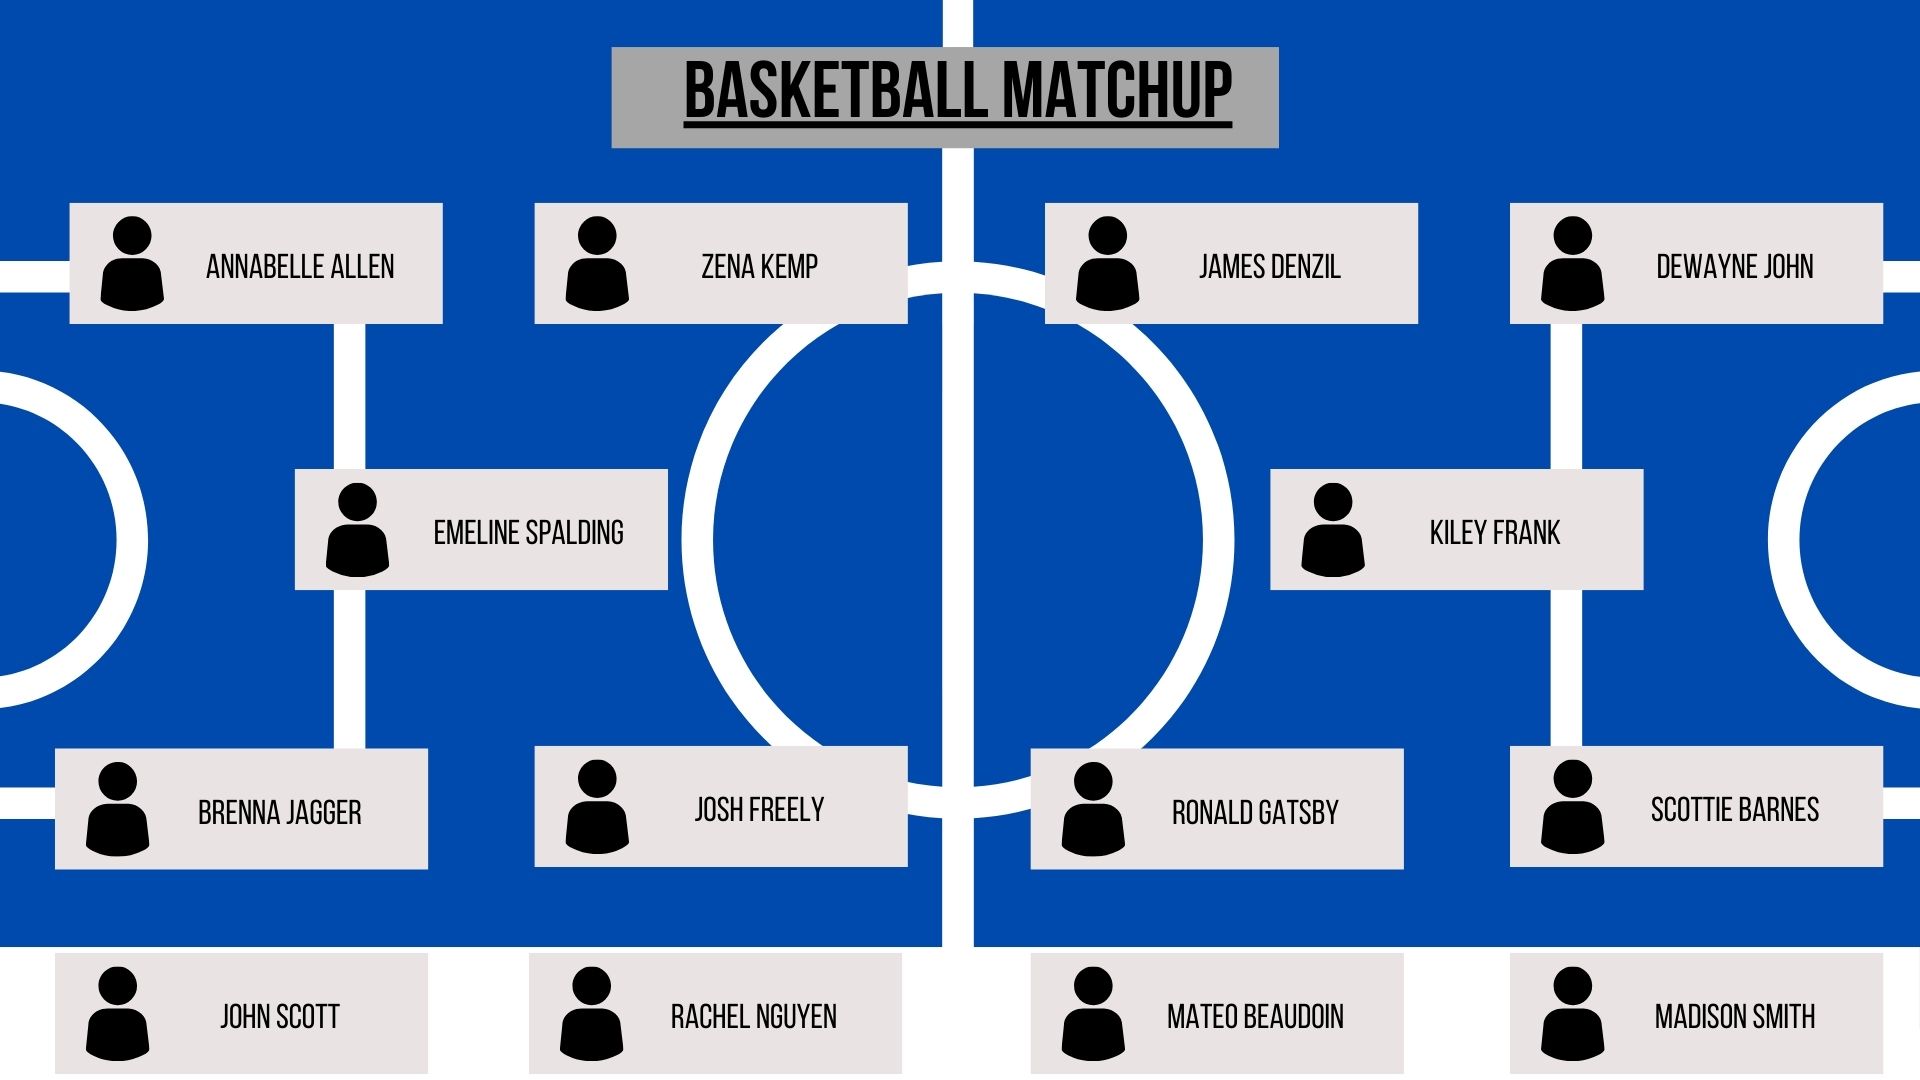 BASKETBALL MATCHUP
ANNABELLE ALLEN
ZENA KEMP
JAMES DENZIL
DEWAYNE JOHN
EMELINE SPALDING
KILEY FRANK
BRENNA JAGGER
JOSH FREELY
RONALD GATSBY
SCOTTIE BARNES
JOHN SCOTT
RACHEL NGUYEN
MATEO BEAUDOIN
MADISON SMITH